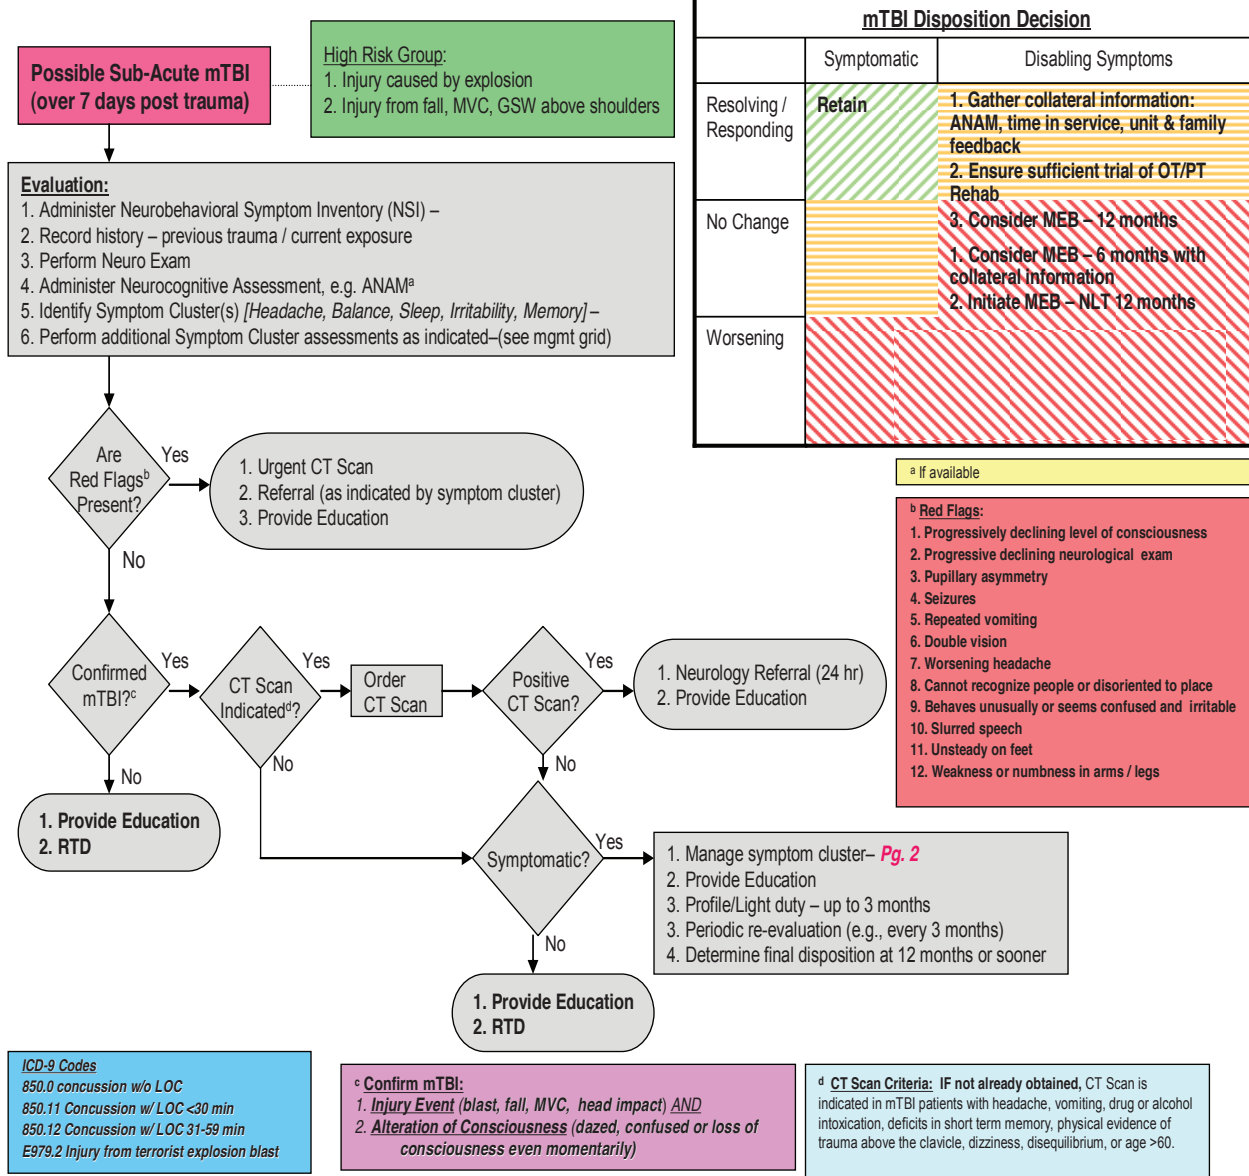 Possible Sub-Acute mTBI
(over 7 days post trauma)
High Risk Group:
1. Injury caused by explosion
2. Injury from fall, MVC, GSW above shoulders
mTBI Disposition Decision
Symptomatic
Disabling Symptoms
Resolving /
Responding
Retain
1. Gather collateral information:
ANAM, time in service, unit & family
feedback
2. Ensure sufficient trial of OT/PT
Rehab
No Change
3. Consider MEB – 12 months
1. Consider MEB – 6 months with
collateral information
2. Initiate MEB – NLT 12 months
Worsening
Evaluation:
1. Administer Neurobehavioral Symptom Inventory (NSI) –
2. Record history – previous trauma / current exposure
3. Perform Neuro Exam
4. Administer Neurocognitive Assessment, e.g. ANAMa
5. Identify Symptom Cluster(s) [Headache, Balance, Sleep, Irritability, Memory] –
6. Perform additional Symptom Cluster assessments as indicated–(see mgmt grid)
Are
Red Flagsb
Present?
Yes
1. Urgent CT Scan
2. Referral (as indicated by symptom cluster)
3. Provide Education
No
a If available
b Red Flags:
1. Progressively declining level of consciousness
2. Progressive declining neurological exam
3. Pupillary asymmetry
4. Seizures
5. Repeated vomiting
6. Double vision
7. Worsening headache
8. Cannot recognize people or disoriented to place
9. Behaves unusually or seems confused and irritable
10. Slurred speech
11. Unsteady on feet
12. Weakness or numbness in arms / legs
Confirmed
mTBI?c
Yes
CT Scan
Indicatedd?
Yes
Order
CT Scan
Positive
CT Scan?
Yes
1. Neurology Referral (24 hr)
2. Provide Education
No
No
No
1. Provide Education
2. RTD
Symptomatic?
Yes
1. Manage symptom cluster– Pg. 2
2. Provide Education
3. Profile/Light duty – up to 3 months
3. Periodic re-evaluation (e.g., every 3 months)
4. Determine final disposition at 12 months or sooner
No
1. Provide Education
2. RTD
ICD-9 Codes
850.0 concussion w/o LOC
850.11 Concussion w/ LOC <30 min
850.12 Concussion w/ LOC 31-59 min
E979.2 Injury from terrorist explosion blast
c Confirm mTBI:
1. Injury Event (blast, fall, MVC, head impact) AND
2. Alteration of Consciousness (dazed, confused or loss of
consciousness even momentarily)
d CT Scan Criteria: IF not already obtained, CT Scan is
indicated in mTBI patients with headache, vomiting, drug or alcohol
intoxication, deficits in short term memory, physical evidence of
trauma above the clavicle, dizziness, disequilibrium, or age >60.